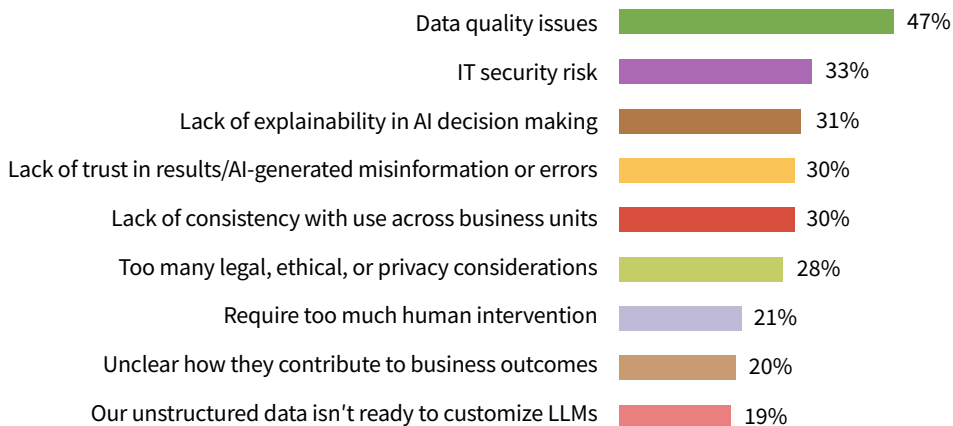 Data quality issues 47%
IT security risk 33%
Lack of explainability in AI decision making 31%
Lack of trust in results/AI-generated misinformation or errors 30%
Lack of consistency with use across business units 30%
Too many legal, ethical, or privacy considerations 28%
Require too much human intervention 21%
Unclear how they contribute to business outcomes 20%
Our unstructured data isn't ready to customize LLMs 19%